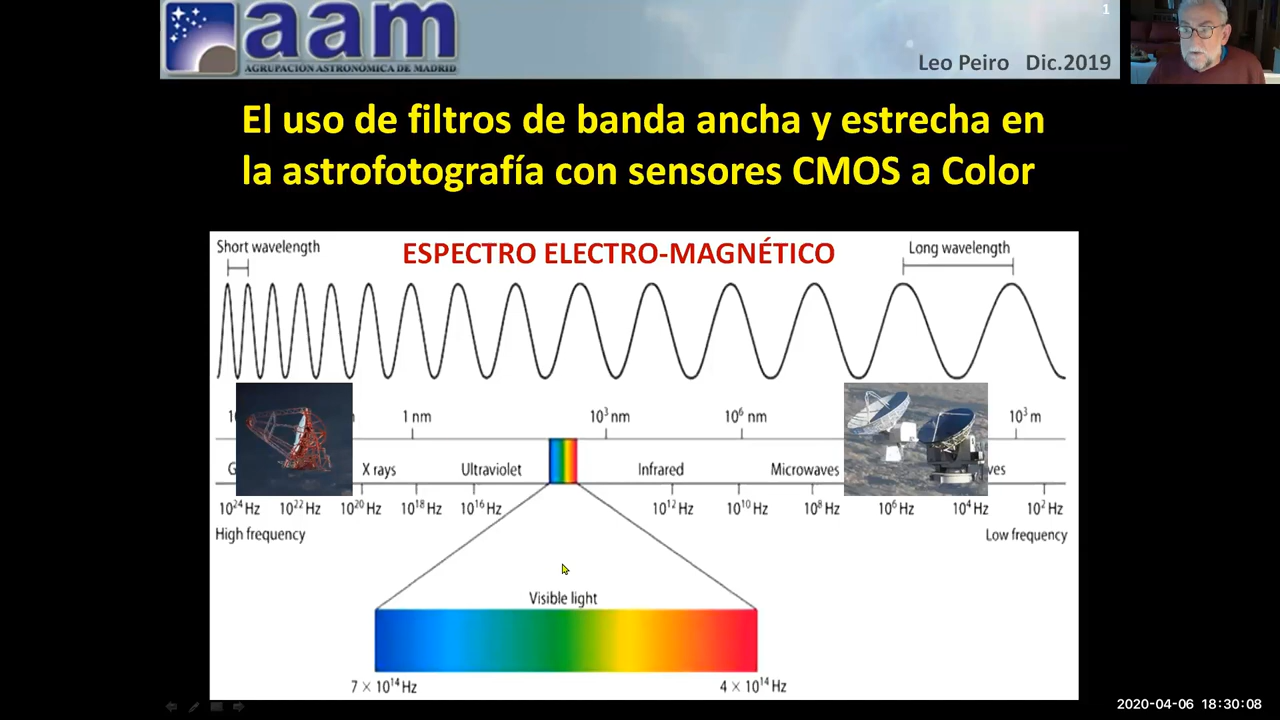 aam
AGRUPACIÓN ASTRONÓMICA DE MADRID
1
Leo Peiro Dic.2019
El uso de filtros de banda ancha y estrecha en
la astrofotografía con sensores CMOS a Color
Short wavelength
ESPECTRO ELECTRO-MAGNÉTICO
Long wavelength
1 nm
10³ nm
10⁶ nm
10³ m
X rays
Ultraviolet
Infrared
Microwaves
10²⁴ Hz
10²² Hz
10²⁰ Hz
10¹⁸ Hz
10¹⁶ Hz
10¹² Hz
10¹⁰ Hz
10⁸ Hz
10⁶ Hz
10⁴ Hz
10² Hz
High frequency
Low frequency
Visible light
7 × 10¹⁴ Hz
4 × 10¹⁴ Hz
2020-04-06 18:30:08